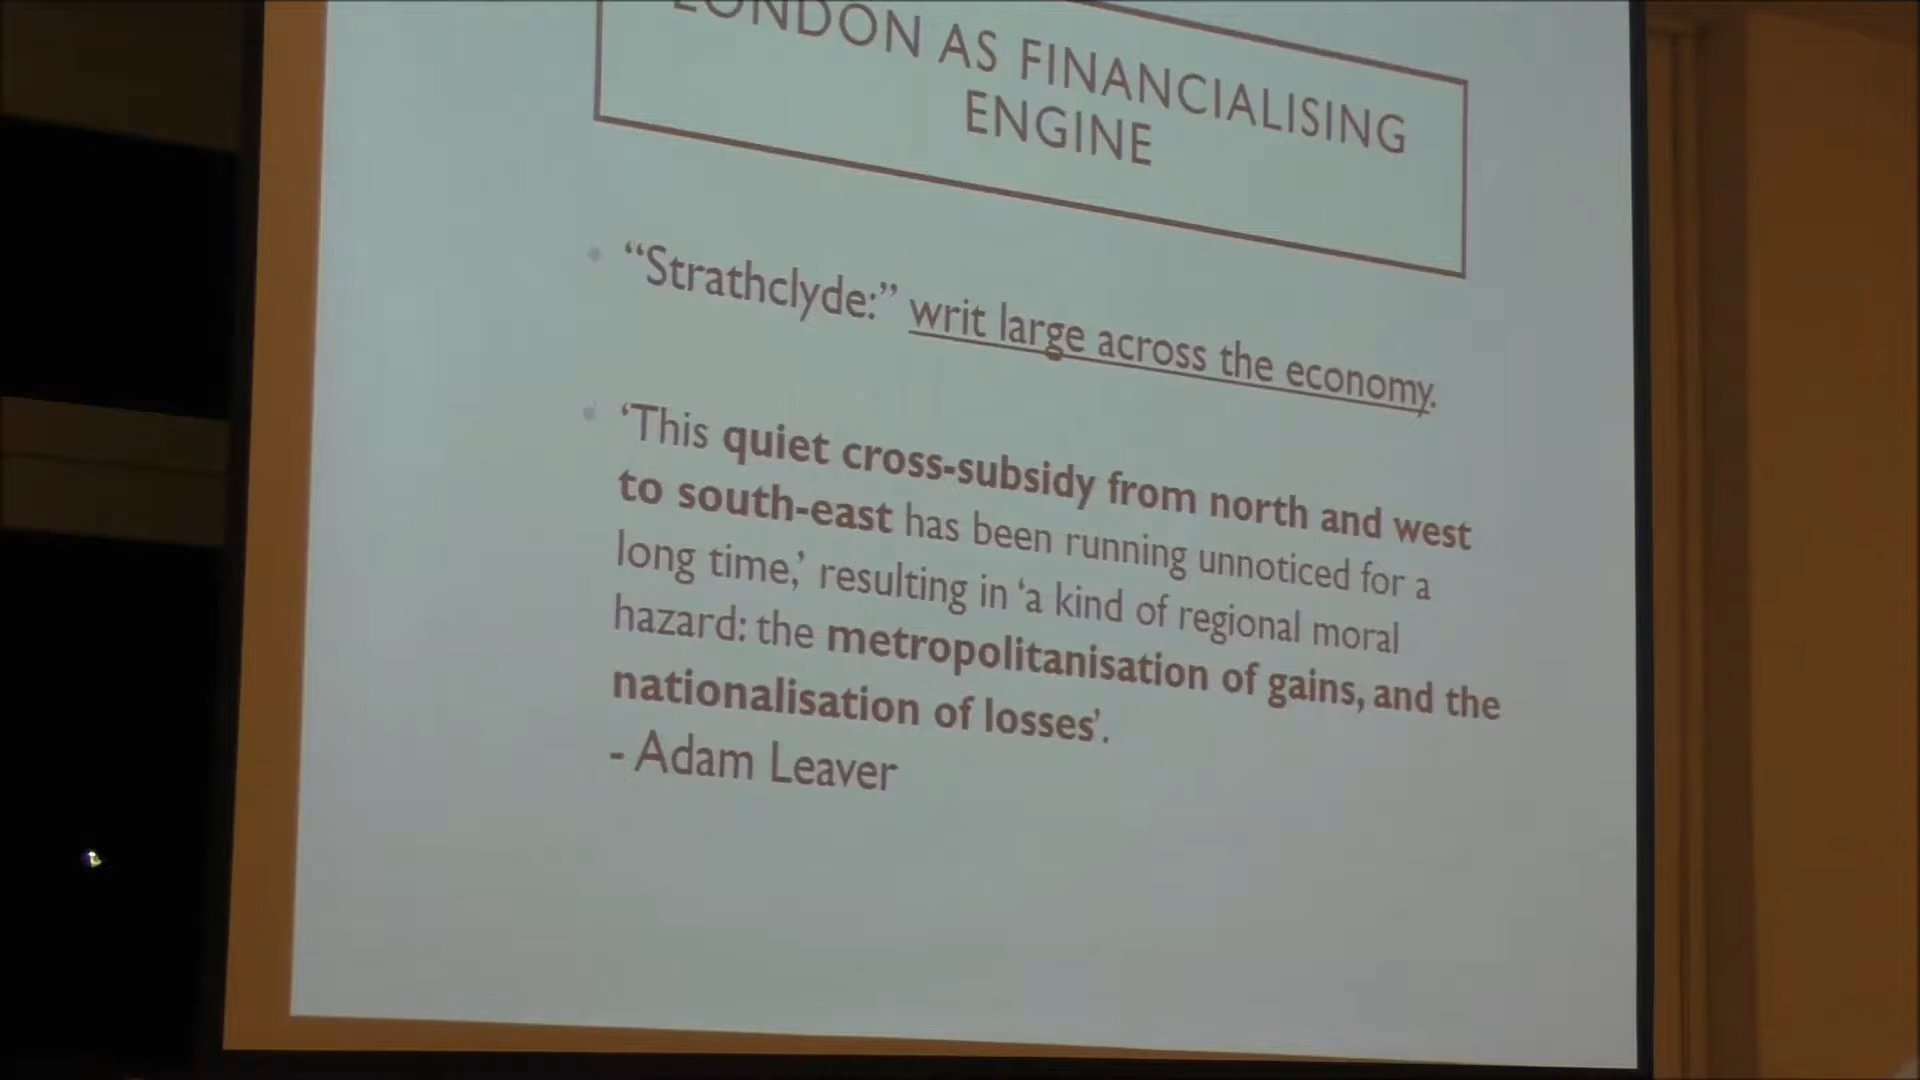 LONDON AS FINANCIALISING
ENGINE
• “Strathclyde:” writ large across the economy.
• ‘This quiet cross-subsidy from north and west
to south-east has been running unnoticed for a
long time,’ resulting in ‘a kind of regional moral
hazard: the metropolitanisation of gains, and the
nationalisation of losses’.
- Adam Leaver